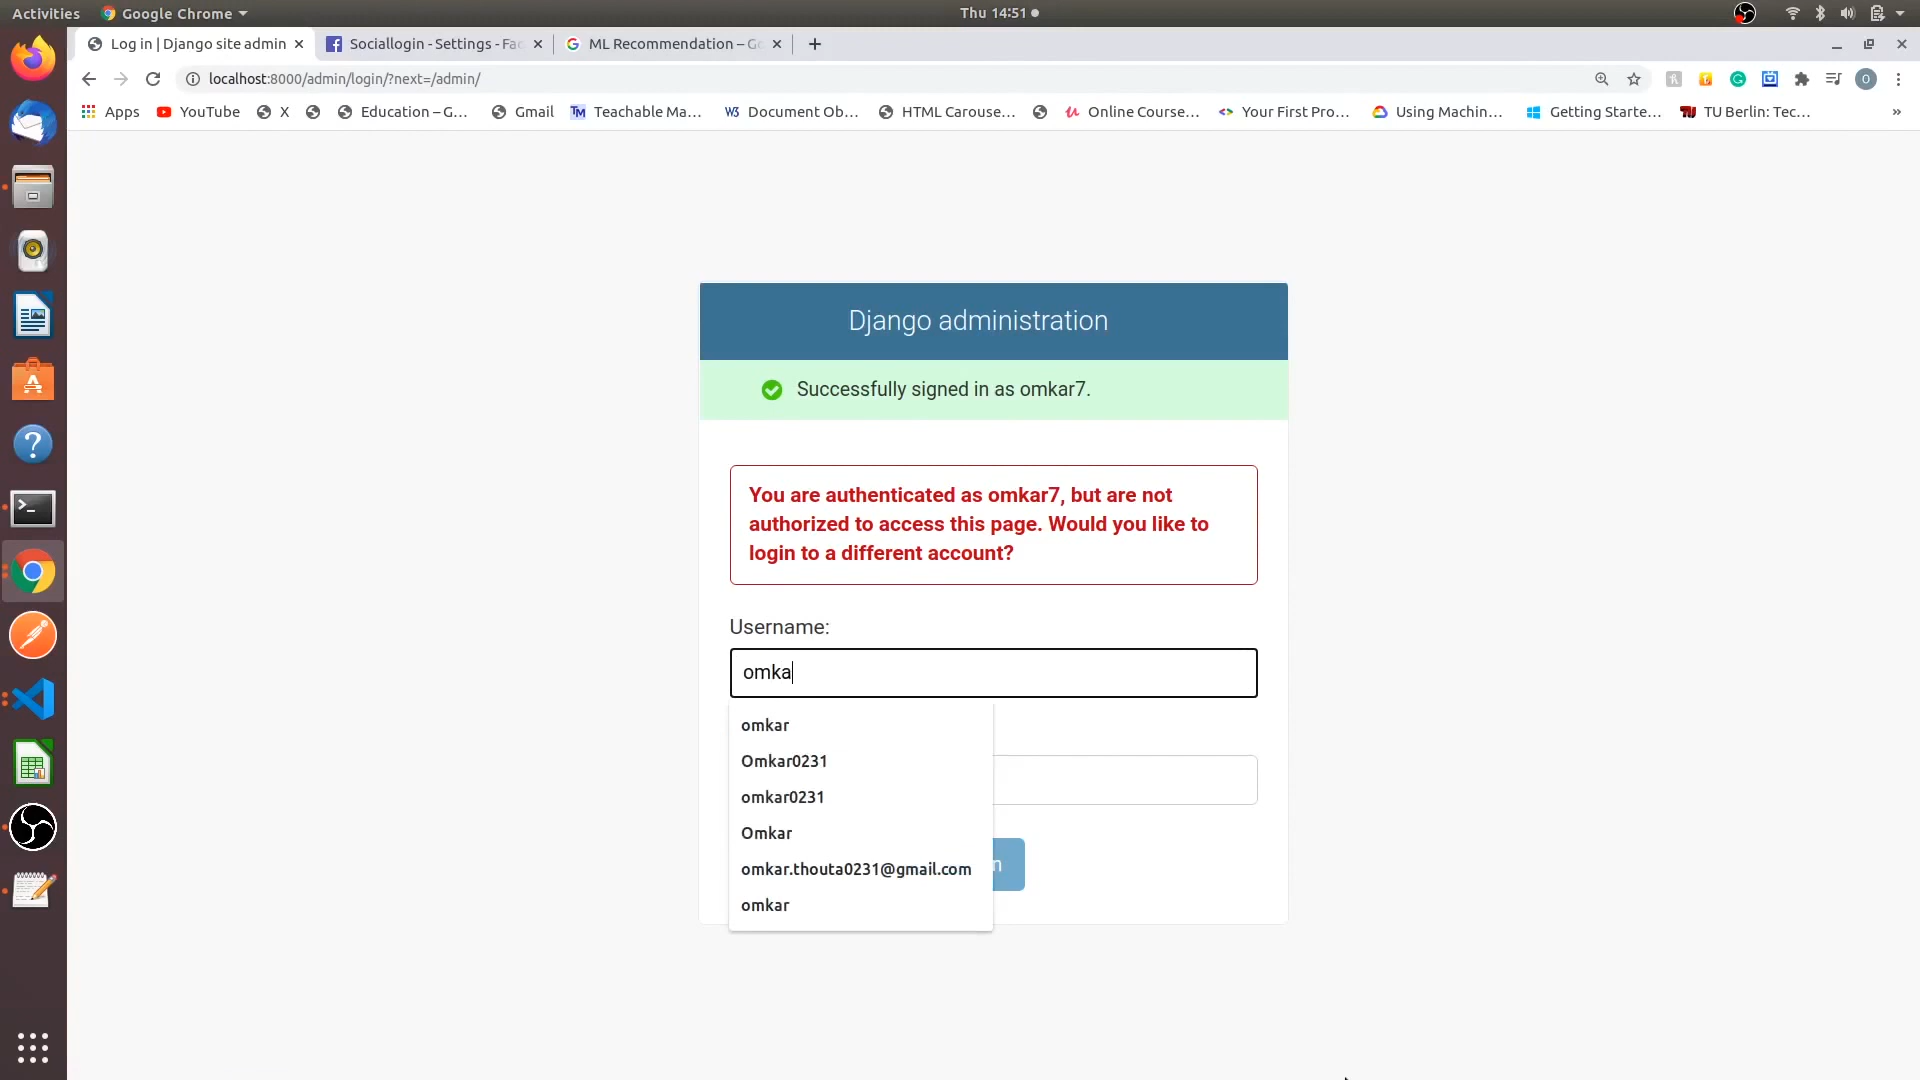 Activities
Google Chrome
Thu 14:51
Log in | Django site admin
Sociallogin - Settings - Fac
ML Recommendation – Go
localhost:8000/admin/login/?next=/admin/
Apps
YouTube
X
Education – G...
Gmail
TM Teachable Ma...
W3 Document Ob...
HTML Carouse...
Online Course...
Your First Pro...
Using Machin...
Getting Starte...
TU Berlin: Tec...
»
Django administration
Successfully signed in as omkar7.
You are authenticated as omkar7, but are not
authorized to access this page. Would you like to
login to a different account?
Username:
omka
omkar
Omkar0231
omkar0231
Omkar
omkar.thouta0231@gmail.com
omkar
n